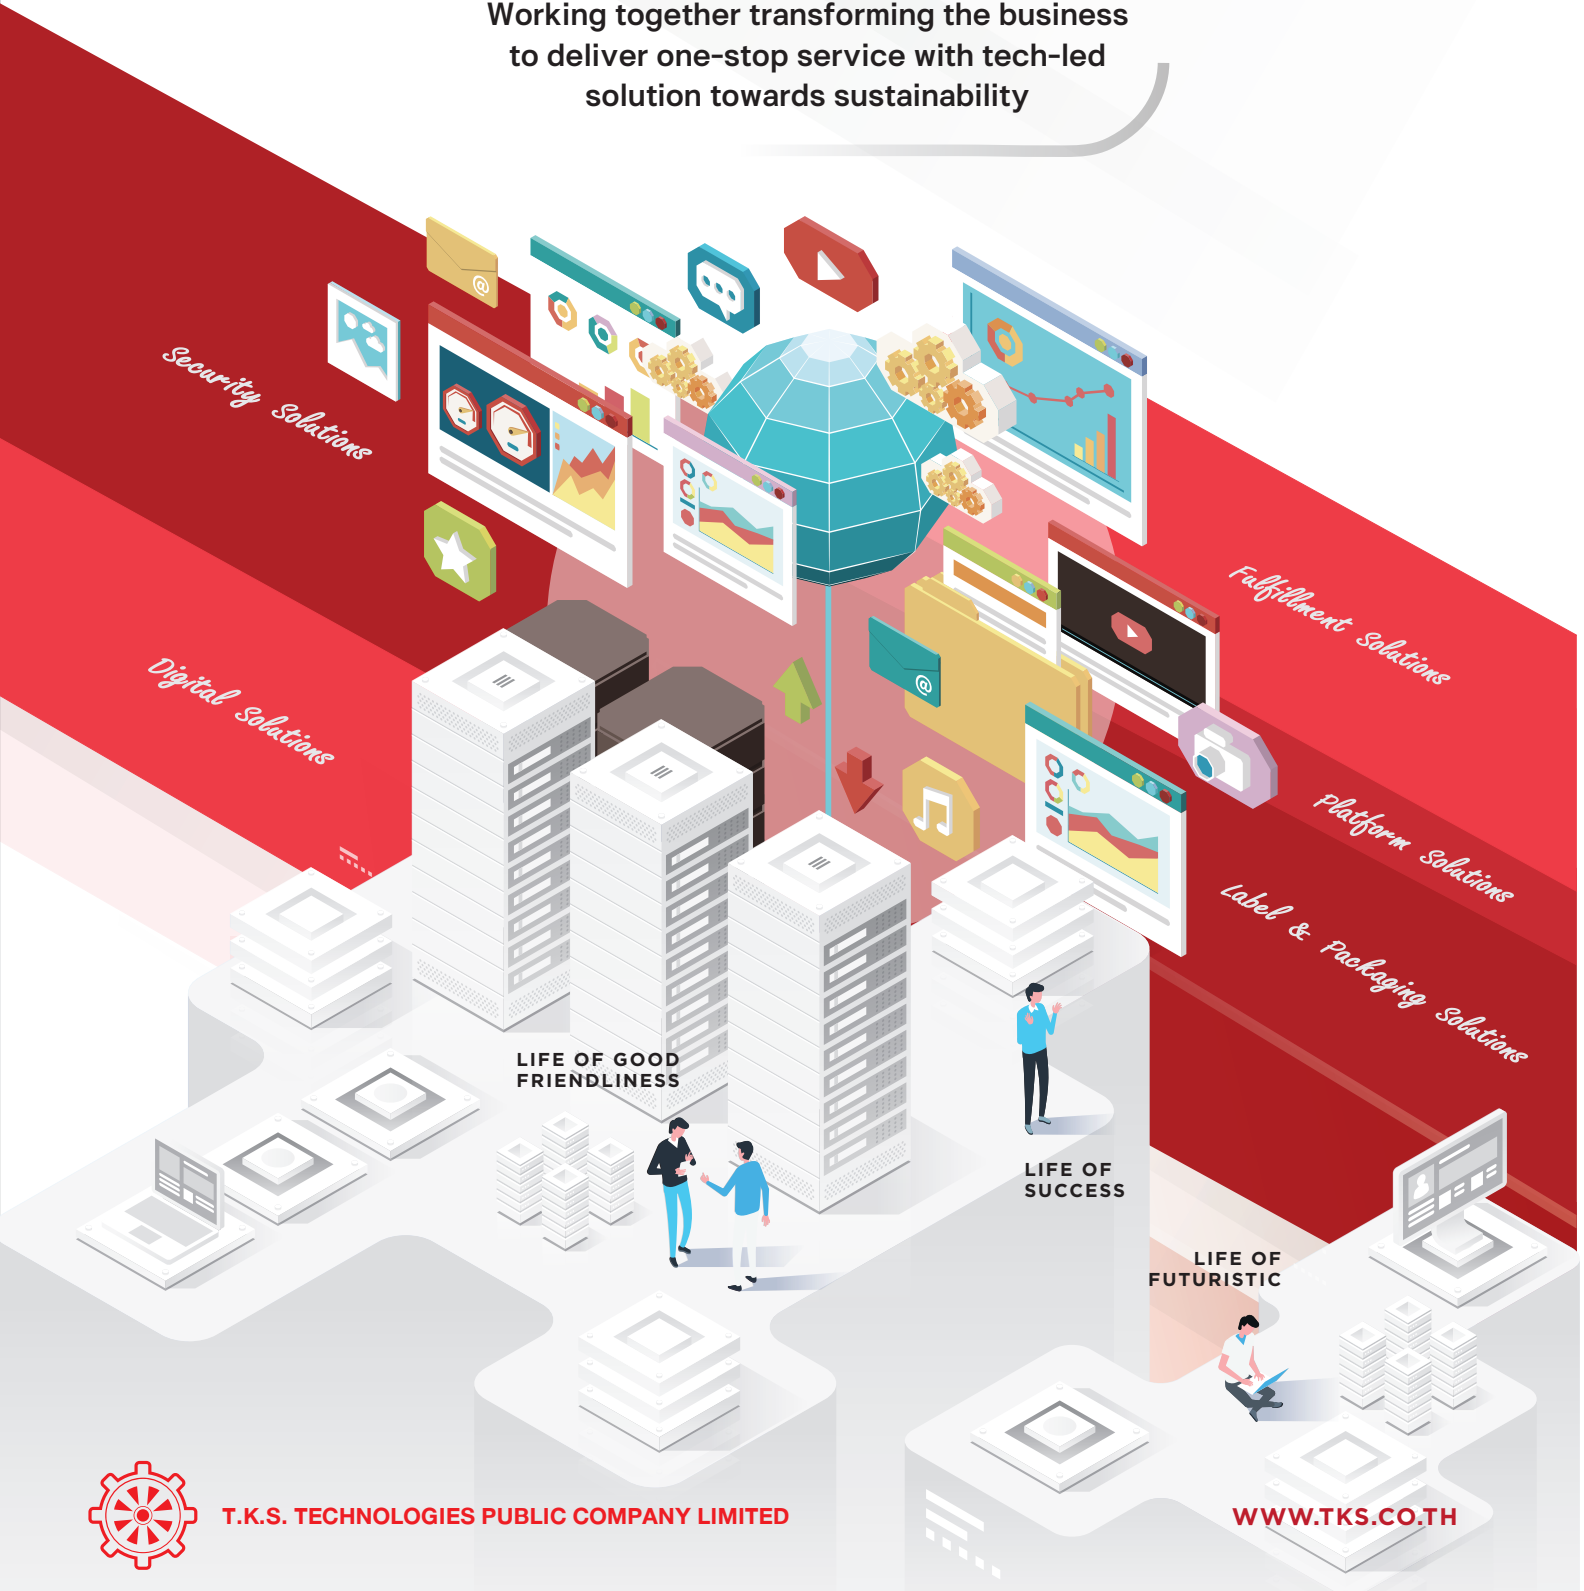 Working together transforming the business
to deliver one-stop service with tech-led
solution towards sustainability
Security Solutions
Digital Solutions
Fulfillment Solutions
Platform Solutions
Label & Packaging Solutions
@
@
LIFE OF GOOD
FRIENDLINESS
LIFE OF
SUCCESS
LIFE OF
FUTURISTIC
T.K.S. TECHNOLOGIES PUBLIC COMPANY LIMITED
WWW.TKS.CO.TH